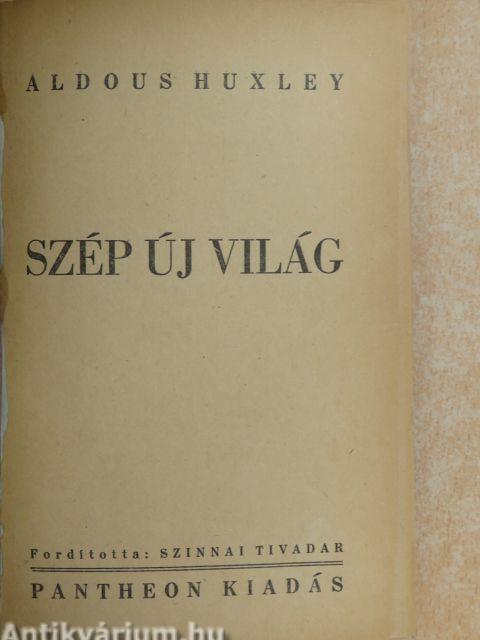 ALDOUS HUXLEY
SZÉP ÚJ VILÁG
Fordította: SZINNAI TIVADAR
PANTHEON KIADÁS
Antikvárium.hu